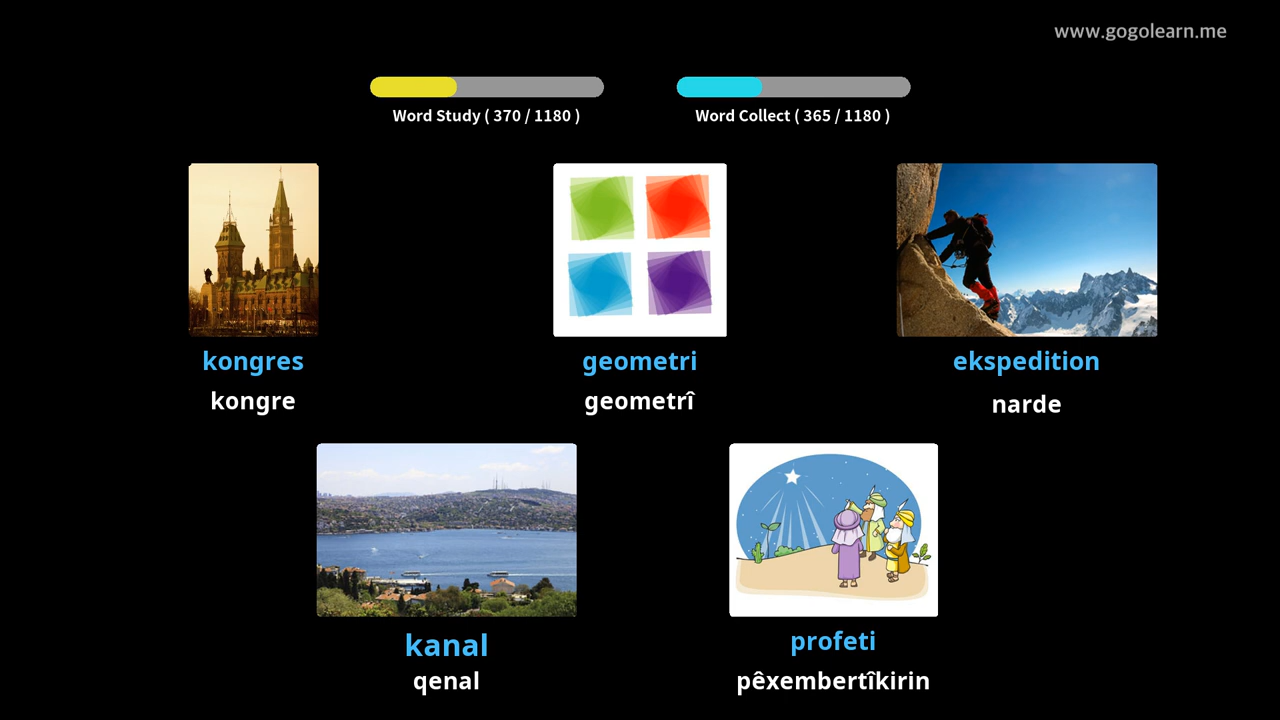 www.gogolearn.me
Word Study ( 370 / 1180 )
Word Collect ( 365 / 1180 )
kongres
kongre
geometri
geometrî
ekspedition
narde
kanal
qenal
profeti
pêxembertîkirin